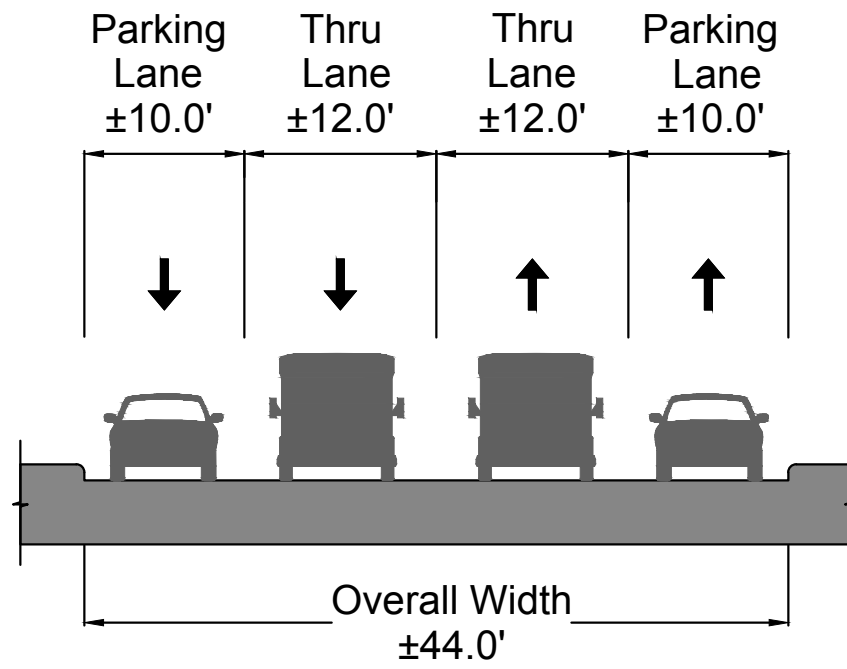 Parking
Lane
±10.0'
Thru
Lane
±12.0'
Thru
Lane
±12.0'
Parking
Lane
±10.0'
Overall Width
±44.0'